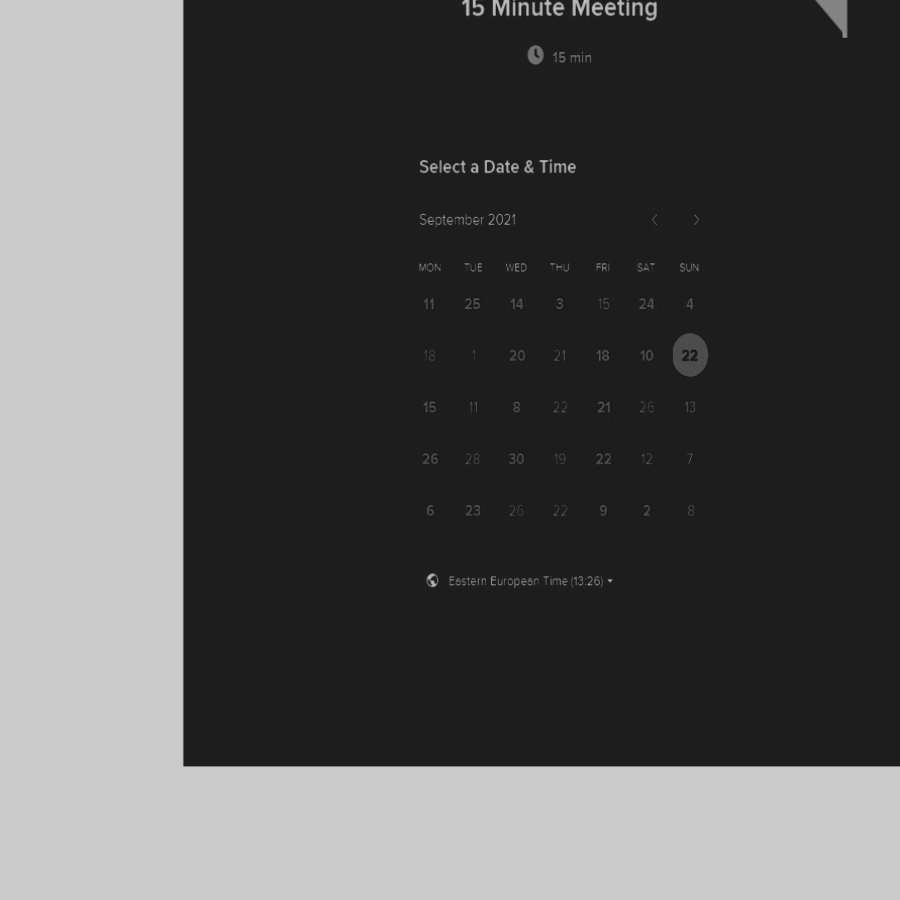 15 Minute Meeting
15 min
Select a Date & Time
September 2021
MON TUE WED THU FRI SAT SUN
11 25 14 3 15 24 4
18 1 20 21 18 10 22
15 11 8 22 21 26 13
26 28 30 19 22 12 7
6 23 26 22 9 2 8
Eastern European Time (13:26)